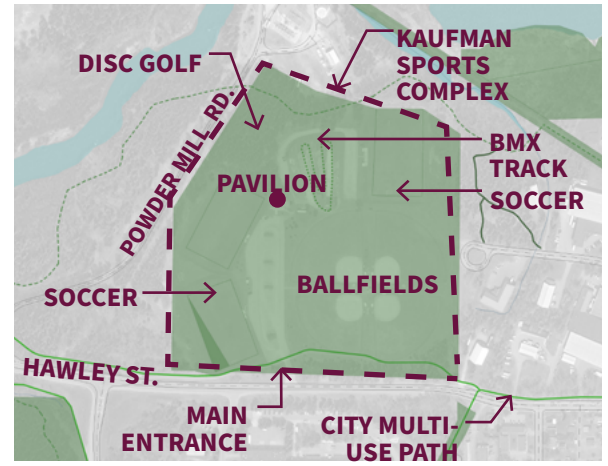 KAUFMAN
SPORTS
COMPLEX
DISC GOLF
POWDER MILL RD.
BMX
TRACK
PAVILION
SOCCER
BALLFIELDS
SOCCER
HAWLEY ST.
MAIN
ENTRANCE
CITY MULTI-
USE PATH